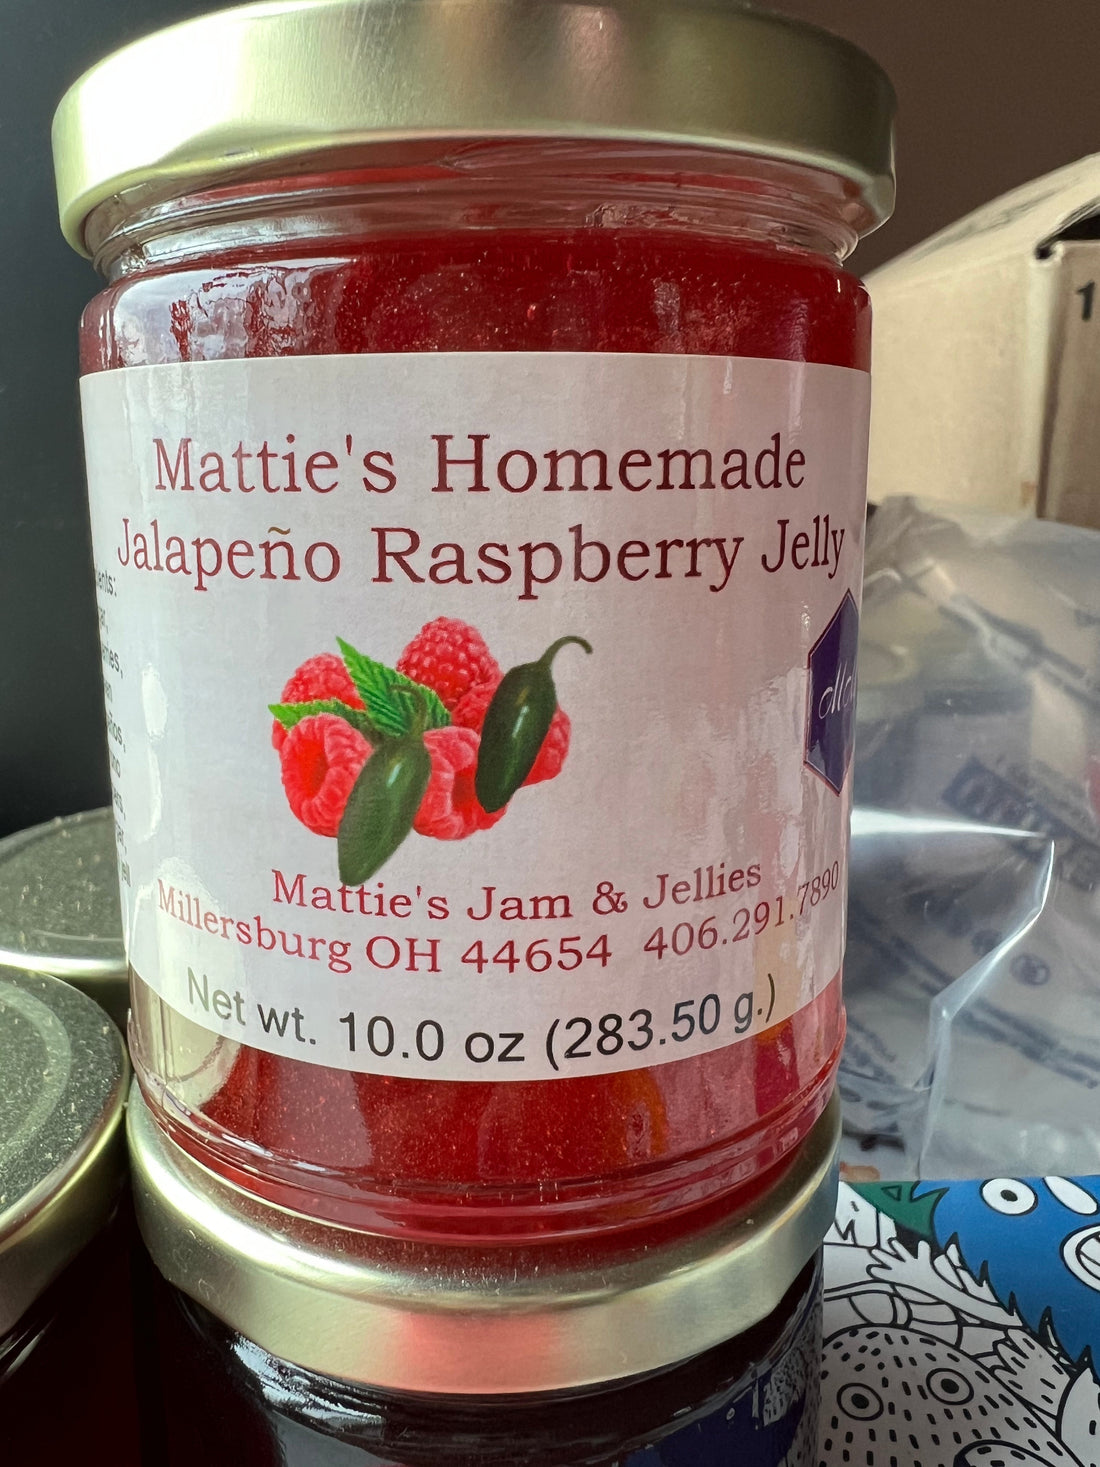 Mattie's Homemade
Jalapeño Raspberry Jelly
Mattie's Jam & Jellies
Millersburg OH 44654 406.291.7890
Net wt. 10.0 oz (283.50 g.)
1